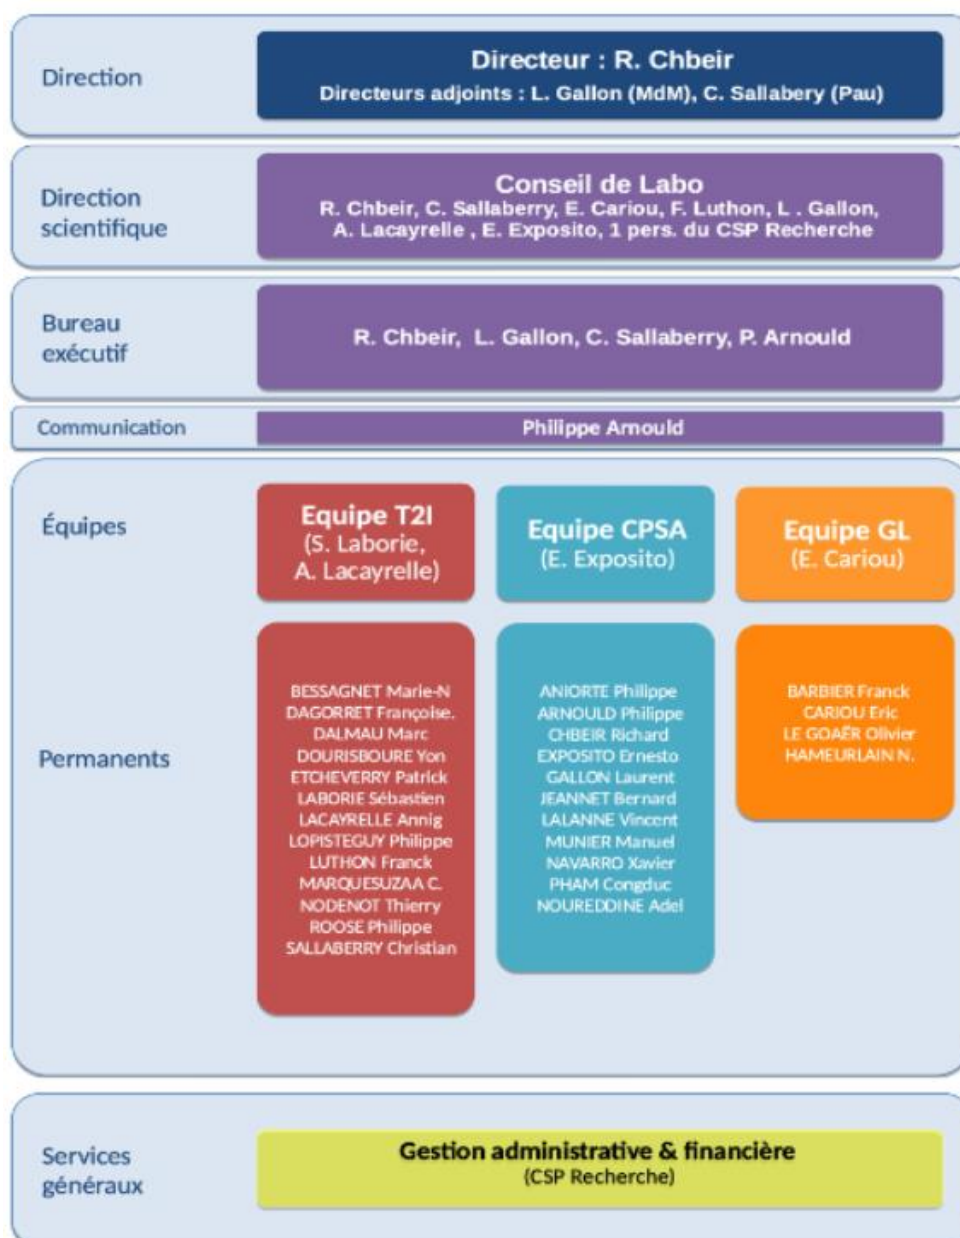 Direction
Directeur : R. Chbeir
Directeurs adjoints : L. Gallon (MdM), C. Sallabery (Pau)
Direction
scientifique
Conseil de Labo
R. Chbeir, C. Sallaberry, E. Cariou, F. Luthon, L . Gallon,
A. Lacayrelle , E. Exposito, 1 pers. du CSP Recherche
Bureau
exécutif
R. Chbeir, L. Gallon, C. Sallaberry, P. Arnould
Communication
Philippe Arnould
Équipes
Equipe T2I
(S. Laborie,
A. Lacayrelle)
Equipe CPSA
(E. Exposito)
Equipe GL
(E. Cariou)
Permanents
BESSAGNET Marie-N
DAGORRET Françoise.
DALMAU Marc
DOURISBOURE Yon
ETCHEVERRY Patrick
LABORIE Sébastien
LACAYRELLE Annig
LOPISTEGUY Philippe
LUTHON Franck
MARQUESUZAA C.
NODENOT Thierry
ROOSE Philippe
SALLABERRY Christian
ANIORTE Philippe
ARNOULD Philippe
CHBEIR Richard
EXPOSITO Ernesto
GALLON Laurent
JEANNET Bernard
LALANNE Vincent
MUNIER Manuel
NAVARRO Xavier
PHAM Congduc
NOUREDDINE Adel
BARBIER Franck
CARIOU Eric
LE GOAËR Olivier
HAMEURLAIN N.
Services
généraux
Gestion administrative & financière
(CSP Recherche)